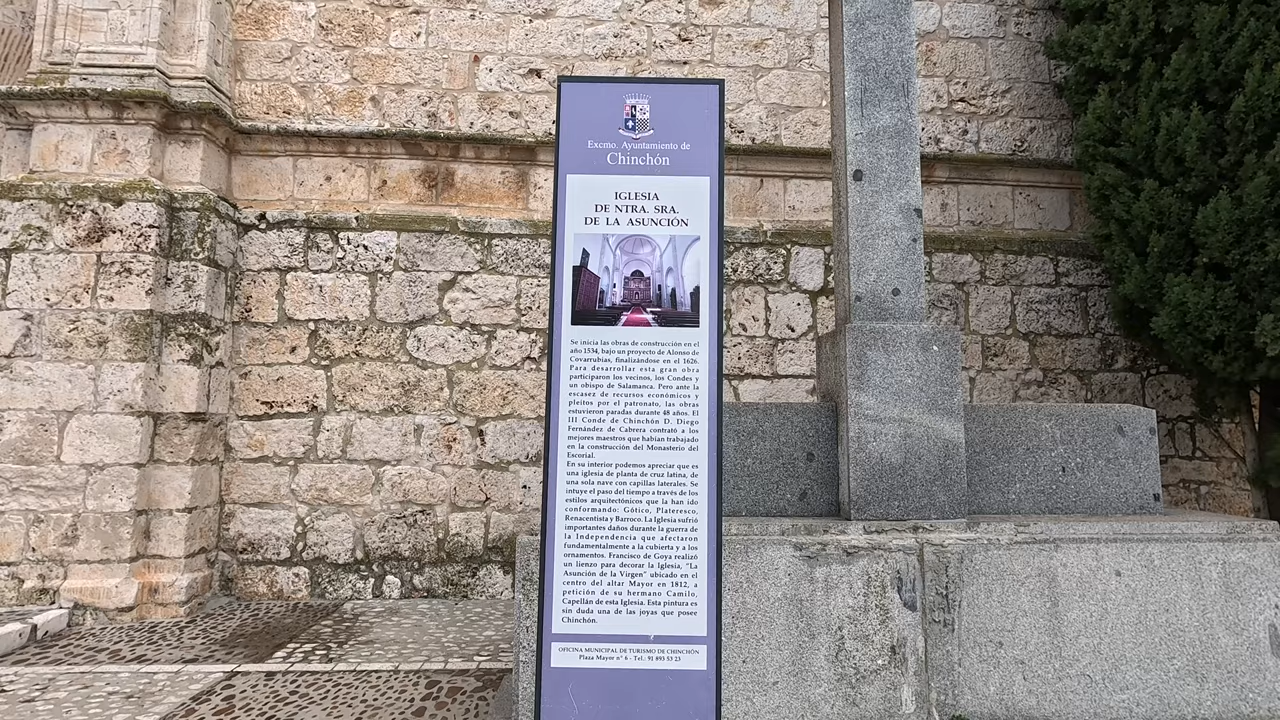 Excmo. Ayuntamiento de
Chinchón
IGLESIA
DE NTRA. SRA.
DE LA ASUNCIÓN
Se inicia las obras de construcción en el
año 1534, bajo un proyecto de Alonso de
Covarrubias, finalizándose en el 1626.
Para desarrollar esta gran obra
participaron los vecinos, los Condes y
un obispo de Salamanca. Pero ante la
escasez de recursos económicos y
pleitos por el patronato, las obras
estuvieron paradas durante 48 años. El
III Conde de Chinchón D. Diego
Fernández de Cabrera contrató a los
mejores maestros que habían trabajado
en la construcción del Monasterio del
Escorial.
En su interior podemos apreciar que es
una iglesia de planta de cruz latina, de
una sola nave con capillas laterales. Se
intuye el paso del tiempo a través de los
estilos arquitectónicos que la han ido
conformando: Gótico, Plateresco,
Renacentista y Barroco. La Iglesia sufrió
importantes daños durante la guerra de
la Independencia que afectaron
fundamentalmente a la cubierta y a los
ornamentos. Francisco de Goya realizó
un lienzo para decorar la Iglesia, "La
Asunción de la Virgen" ubicado en el
centro del altar Mayor en 1812, a
petición de su hermano Camilo,
Capellán de esta Iglesia. Esta pintura es
sin duda una de las joyas que posee
Chinchón.
OFICINA MUNICIPAL DE TURISMO DE CHINCHÓN
Plaza Mayor nº 6 - Tel.: 91 893 53 23